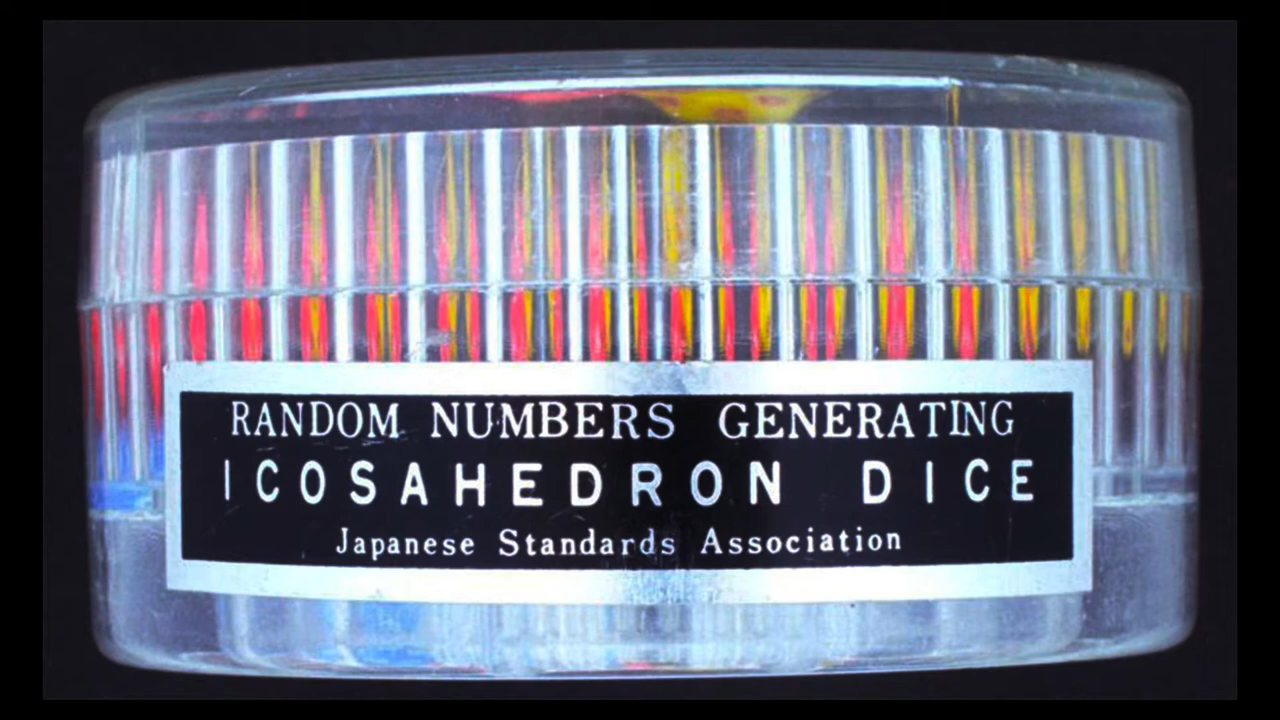 RANDOM NUMBERS GENERATING
ICOSAHEDRON DICE
Japanese Standards Association